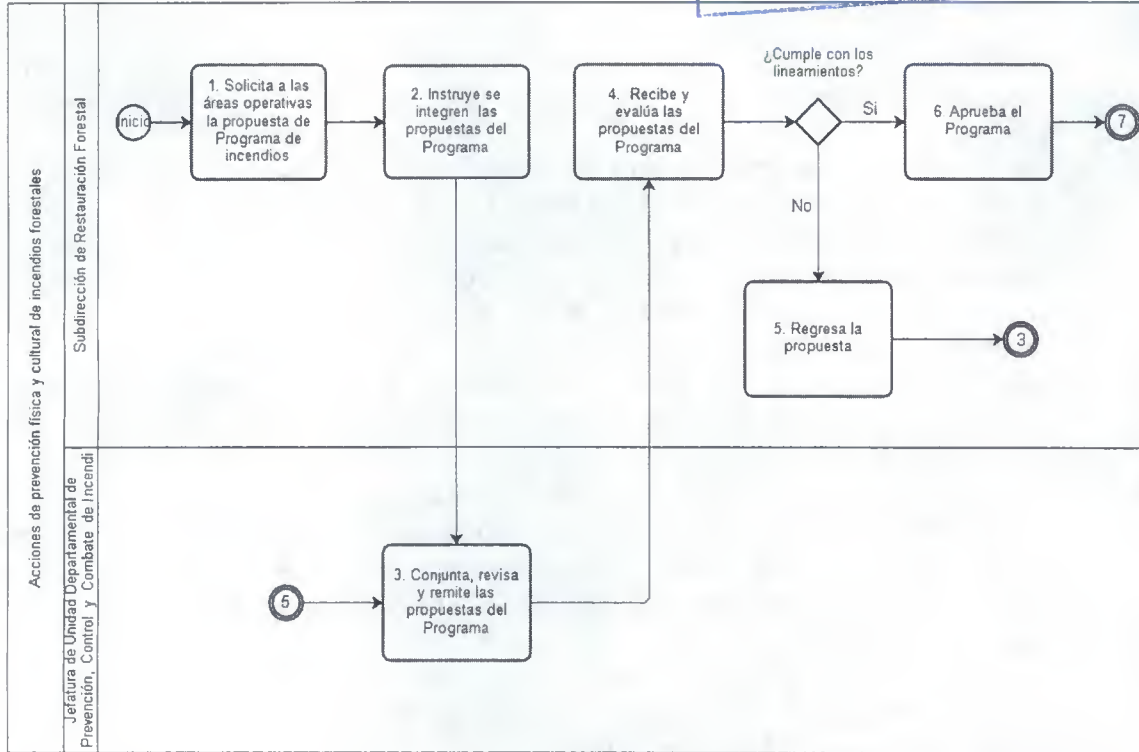 Acciones de prevención física y cultural de incendios forestales
Subdirección de Restauración Forestal
Inicio
1. Solicita a las
áreas operativas
la propuesta de
Programa de
incendios
2. Instruye se
integren las
propuestas del
Programa
4. Recibe y
evalúa las
propuestas del
Programa
¿Cumple con los
lineamientos?
Si
6 Aprueba el
Programa
7
No
5. Regresa la
propuesta
3
Jefatura de Unidad Departamental de
Prevención, Control y Combate de Incendi
5
3. Conjunta, revisa
y remite las
propuestas del
Programa